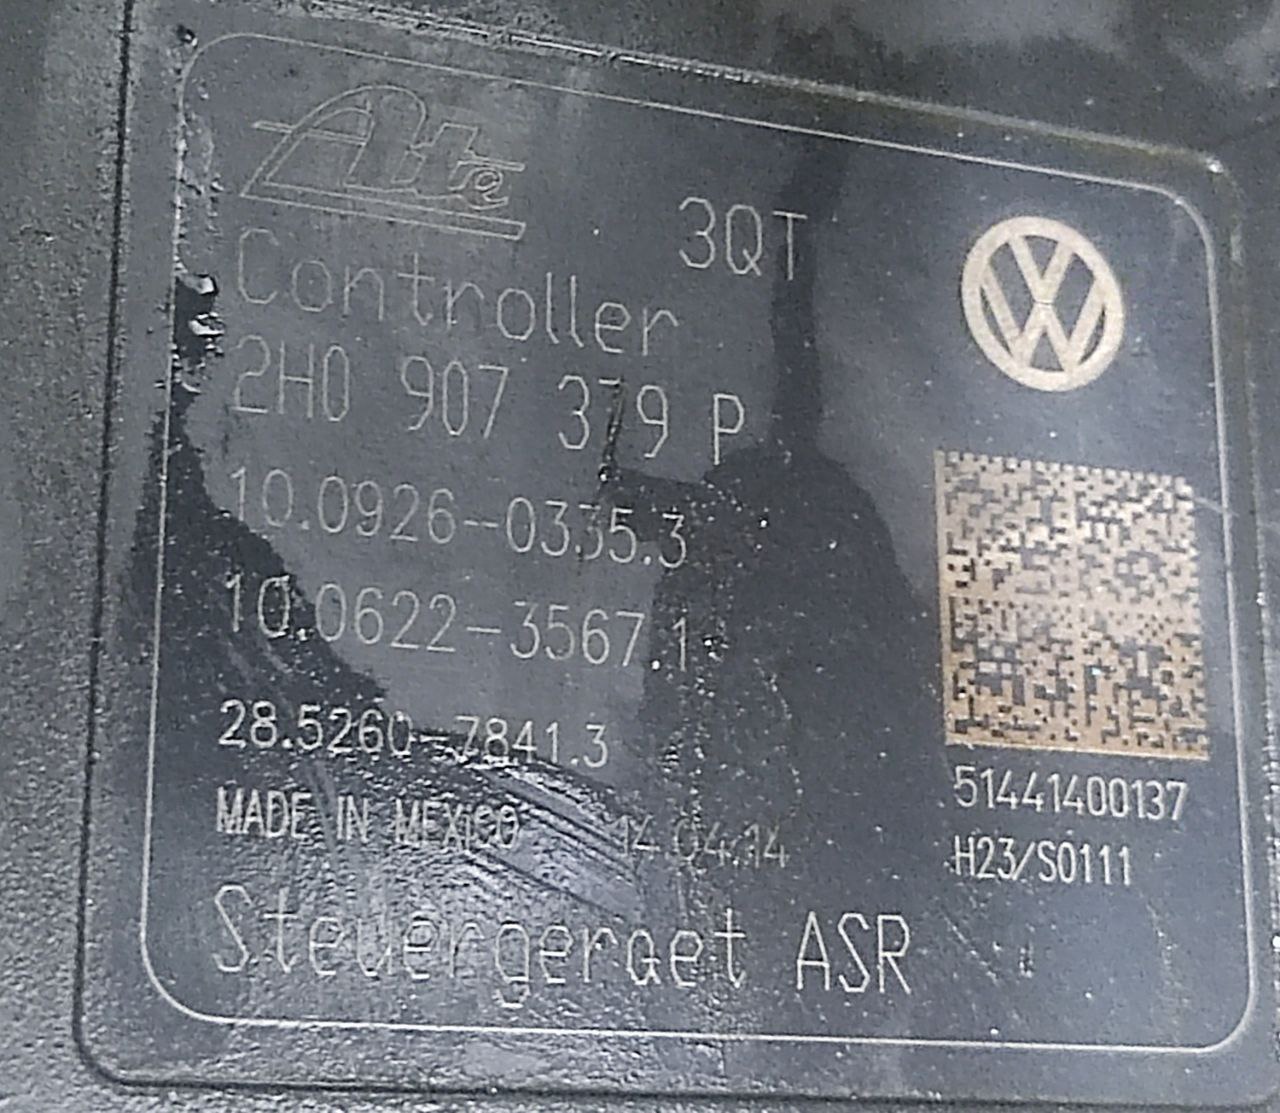 Ate
3QT
Controller
2H0 907 379 P
10.0926-0335.3
10.0622-3567.1
28.5260-7841.3
MADE IN MEXICO 14.04.14
51441400137
H23/S0111
Steuergeraet ASR